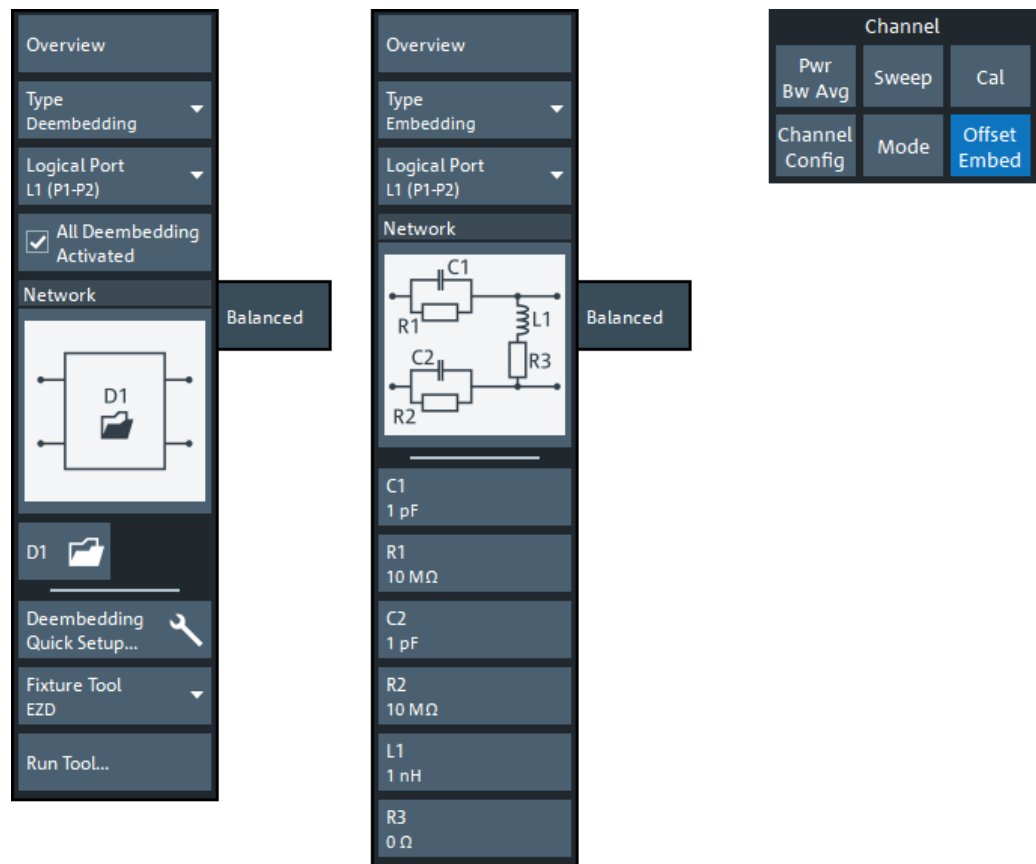 Overview
Type
Deembedding
Logical Port
L1 (P1-P2)
All Deembedding
Activated
Network
D1
Balanced
D1
Deembedding
Quick Setup...
Fixture Tool
EZD
Run Tool...
Overview
Type
Embedding
Logical Port
L1 (P1-P2)
Network
C1
R1
L1
C2
R3
R2
Balanced
C1
1 pF
R1
10 MΩ
C2
1 pF
R2
10 MΩ
L1
1 nH
R3
0 Ω
Channel
Pwr
Bw Avg
Sweep
Cal
Channel
Config
Mode
Offset
Embed